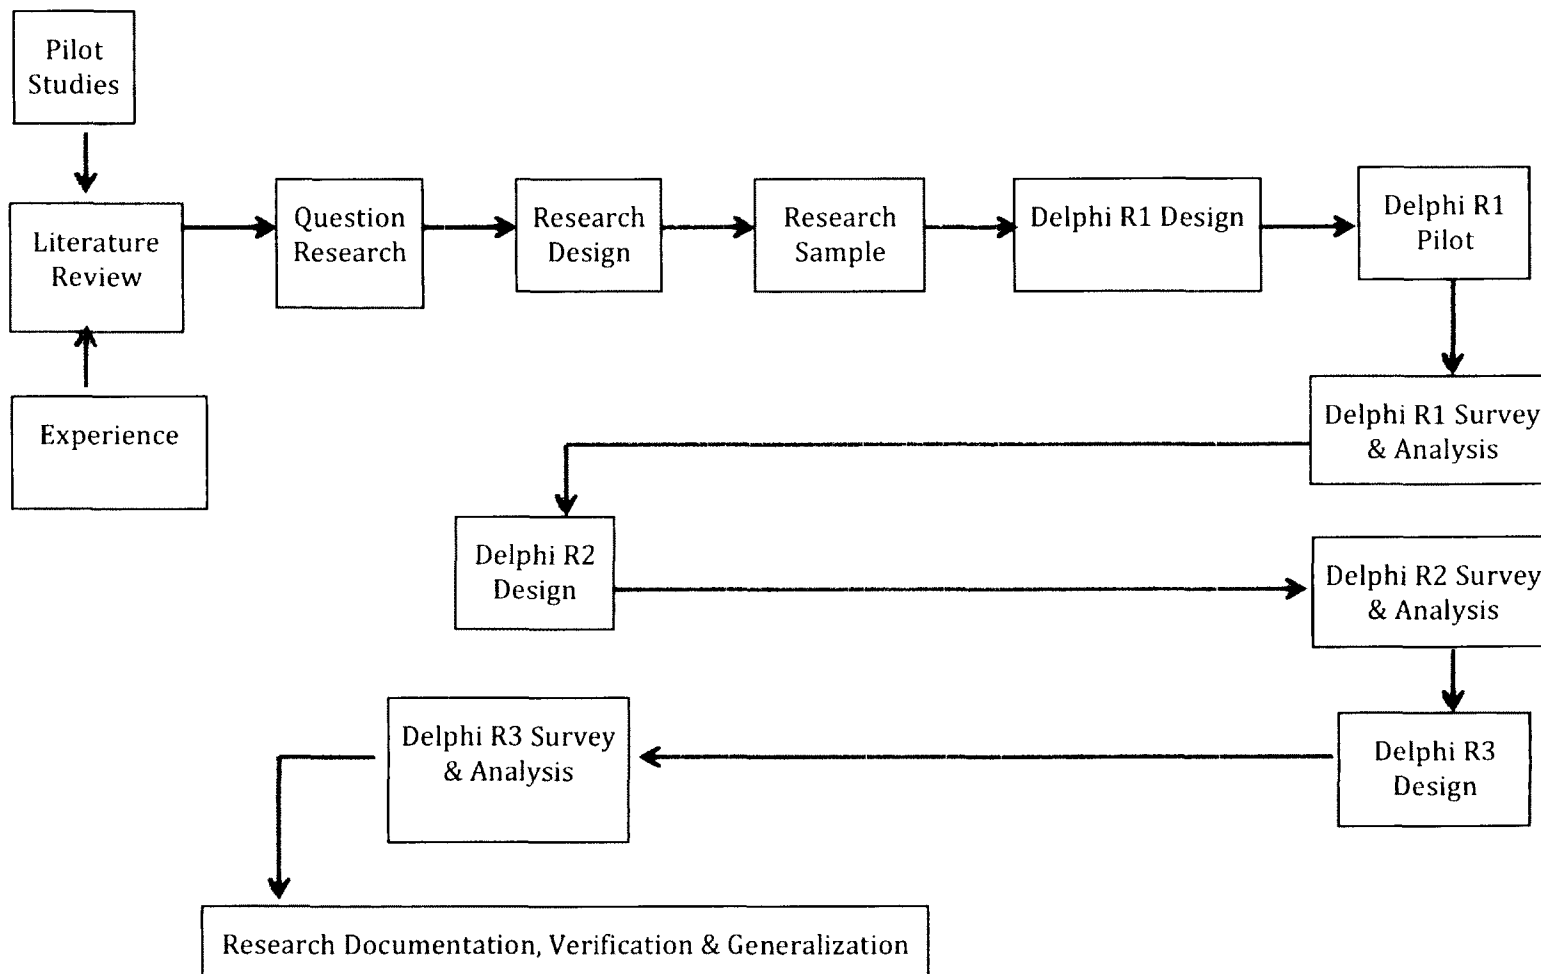 Pilot
Studies
Literature
Review
Experience
Question
Research
Research
Design
Research
Sample
Delphi R1 Design
Delphi R1
Pilot
Delphi R1 Survey
& Analysis
Delphi R2
Design
Delphi R2 Survey
& Analysis
Delphi R3
Design
Delphi R3 Survey
& Analysis
Research Documentation, Verification & Generalization